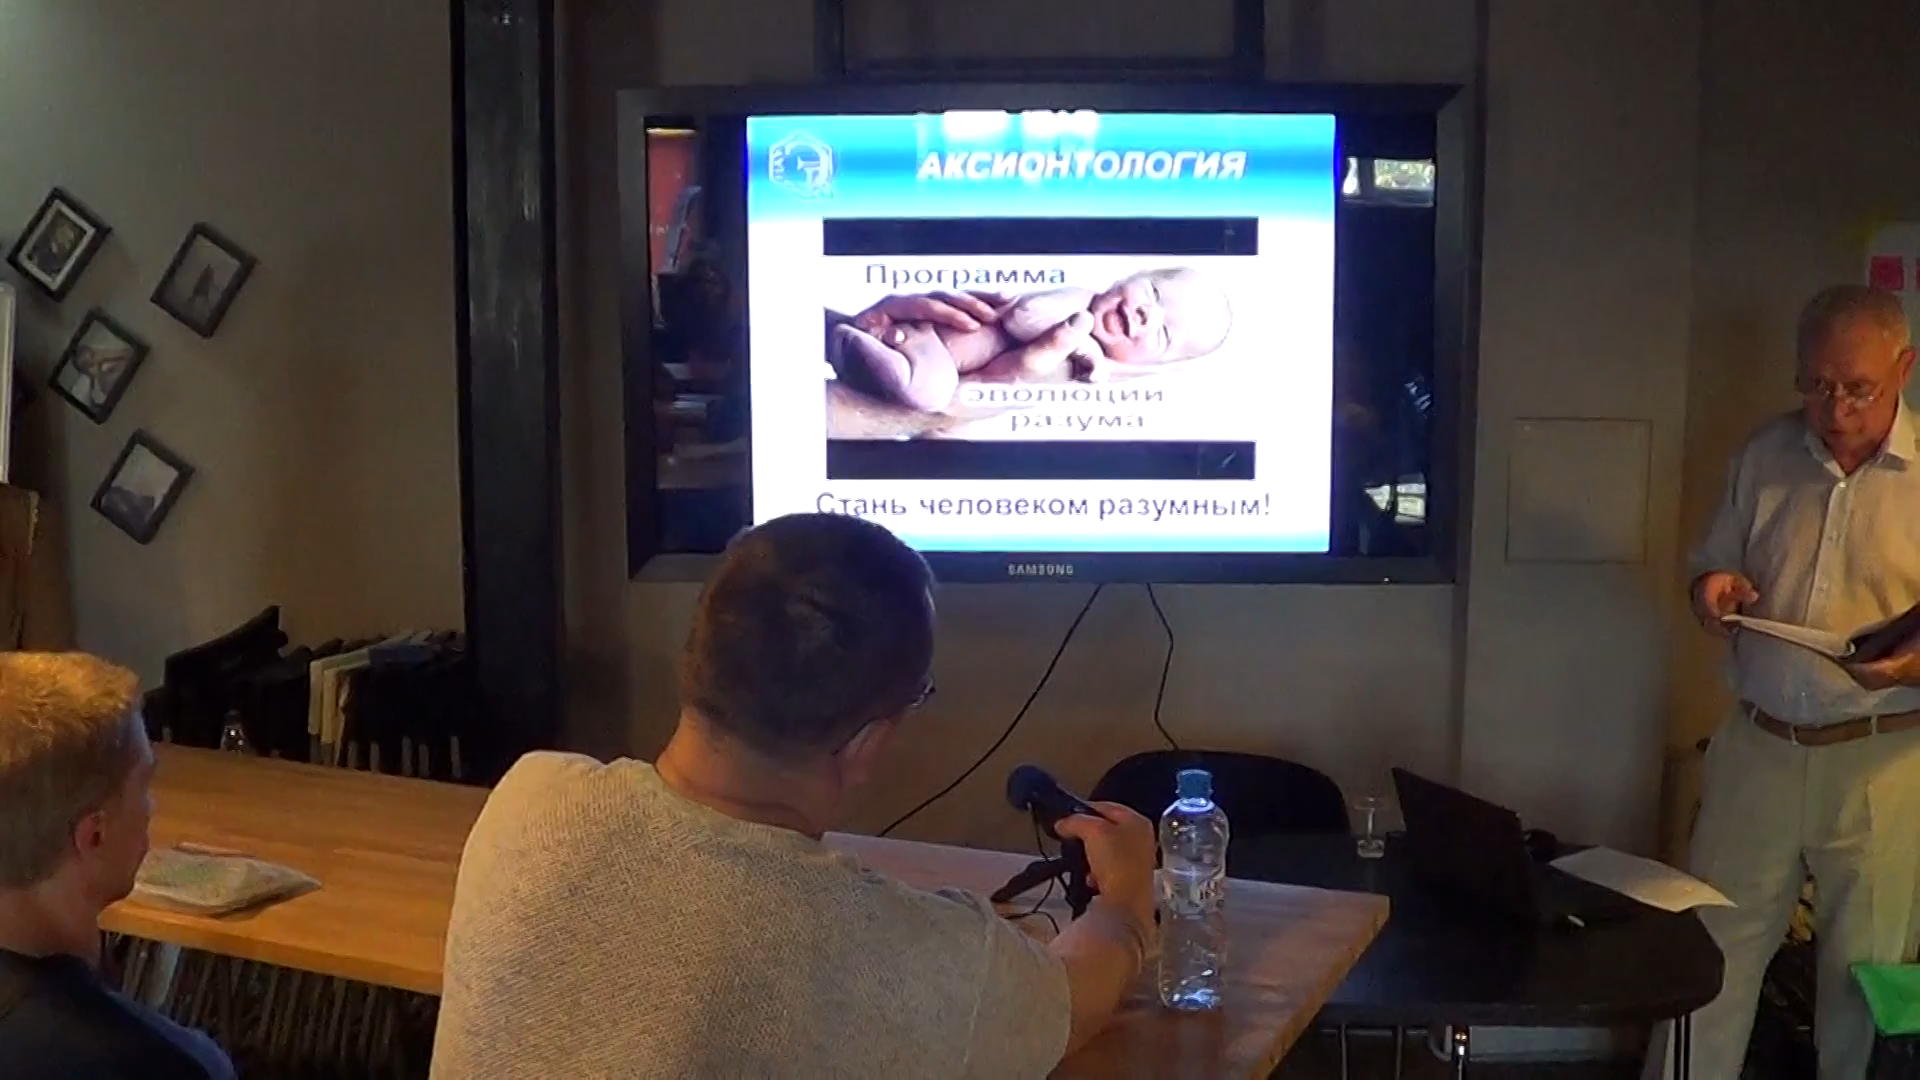 АКСИОНТОЛОГИЯ
Программа
эволюции
разума
Стань человеком разумным!
SAMSUNG